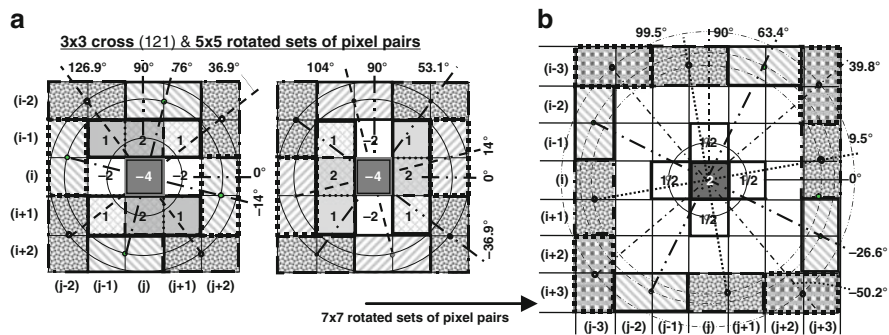 a
3x3 cross (121) & 5x5 rotated sets of pixel pairs
126.9° 90° 76° 36.9°
(i-2)
(i-1) 1 2 1
(i) −2 −4 −2 0°
−14°
(i+1) 1 2 1
(i+2)
(j-2) (j-1) (j) (j+1) (j+2)
104° 90° 53.1°
1 −2 1
14°
2 −4 2 0°
1 −2 1
−36.9°
7x7 rotated sets of pixel pairs
b
99.5° 90° 63.4°
(i-3) 39.8°
(i-2)
(i-1) 1/2 9.5°
(i) 1/2 −2 1/2 0°
(i+1) 1/2
(i+2) −26.6°
(i+3) −50.2°
(j-3) (j-2) (j-1) (j) (j+1) (j+2) (j+3)